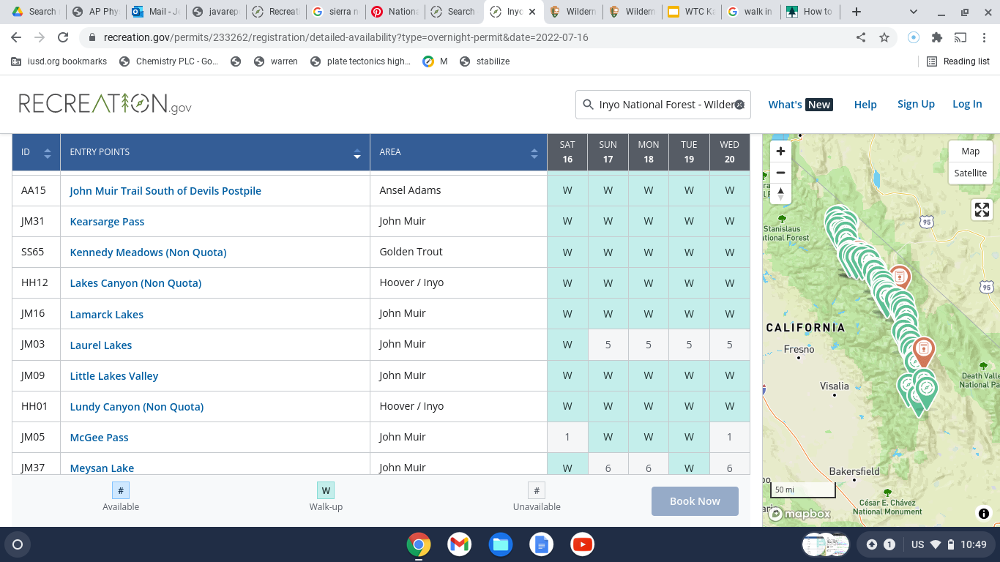 Search
AP Phy
Mail - Je
javarep
Recreati
sierra n
Nationa
Search
Inyo
Wildern
Wildern
WTC Ka
walk in
How to
recreation.gov/permits/233262/registration/detailed-availability?type=overnight-permit&date=2022-07-16
iusd.org bookmarks
Chemistry PLC - Go...
warren
plate tectonics high...
M
stabilize
Reading list
RECREATION.gov
Inyo National Forest - Wilder
What's New
Help
Sign Up
Log In
ID ENTRY POINTS AREA SAT 16 SUN 17 MON 18 TUE 19 WED 20
AA15 John Muir Trail South of Devils Postpile Ansel Adams W W W W W
JM31 Kearsarge Pass John Muir W W W W W
SS65 Kennedy Meadows (Non Quota) Golden Trout W W W W W
HH12 Lakes Canyon (Non Quota) Hoover / Inyo W W W W W
JM16 Lamarck Lakes John Muir W W W W W
JM03 Laurel Lakes John Muir W 5 5 5 5
JM09 Little Lakes Valley John Muir W W W W W
HH01 Lundy Canyon (Non Quota) Hoover / Inyo W W W W W
JM05 McGee Pass John Muir 1 W W W 1
JM37 Meysan Lake John Muir W 6 6 W 6
# W #
Available Walk-up Unavailable
Book Now
Map
Satellite
95
Stanislaus
ational Forest
95
CALIFORNIA
Fresno
Visalia
Death Valle
National Pa
Bakersfield
50 mi
César E. Chávez
National Monument
mapbox
1
US
10:49